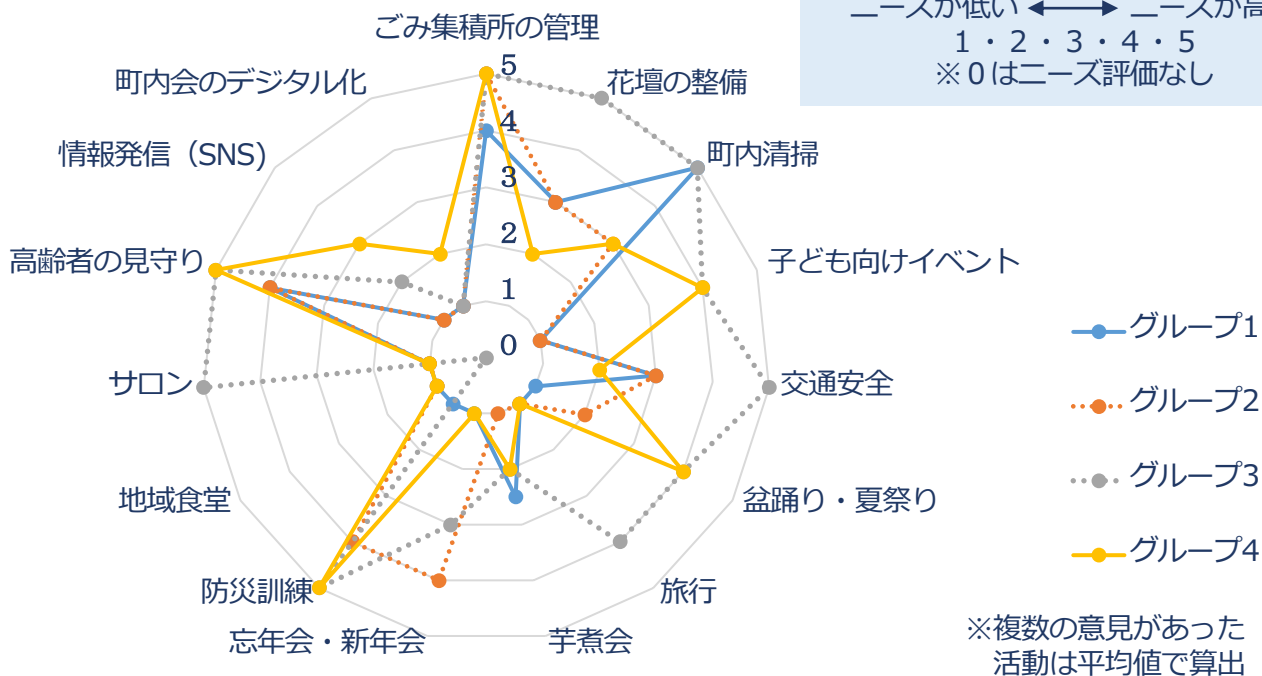 ニーズが低い ニーズが高
1・2・3・4・5
※0はニーズ評価なし
ごみ集積所の管理
花壇の整備
町内清掃
子ども向けイベント
交通安全
盆踊り・夏祭り
旅行
芋煮会
忘年会・新年会
防災訓練
地域食堂
サロン
高齢者の見守り
情報発信（SNS)
町内会のデジタル化
5
4
3
2
1
0
グループ1
グループ2
グループ3
グループ4
※複数の意見があった
活動は平均値で算出